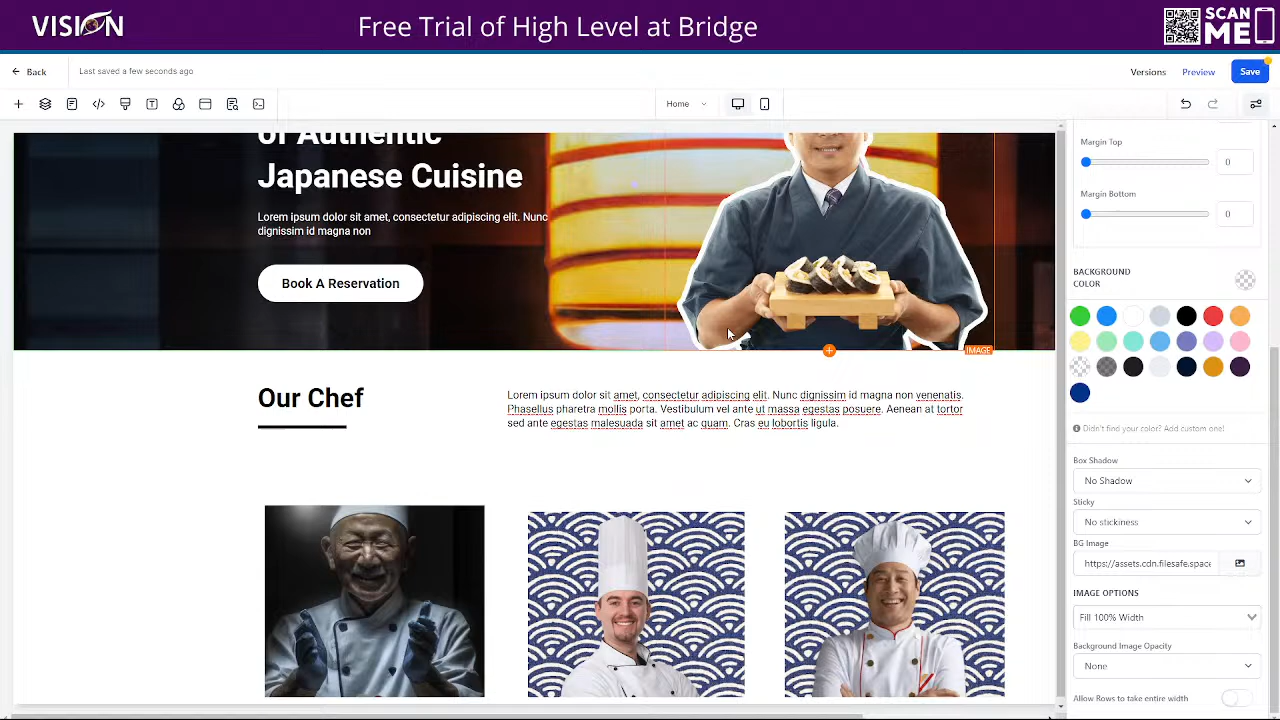 VISION
Free Trial of High Level at Bridge
SCAN
ME
Back
Last saved a few seconds ago
Versions
Preview
Save
Home
of Authentic
Japanese Cuisine
Lorem ipsum dolor sit amet, consectetur adipiscing elit. Nunc
dignissim id magna non
Book A Reservation
IMAGE
Our Chef
Lorem ipsum dolor sit amet, consectetur adipiscing elit. Nunc dignissim id magna non venenatis.
Phasellus pharetra mollis porta. Vestibulum vel ante ut massa egestas posuere. Aenean at tortor
sed ante egestas malesuada sit amet ac quam. Cras eu lobortis ligula.
Margin Top
0
Margin Bottom
0
BACKGROUND
COLOR
Didn't find your color? Add custom one!
Box Shadow
No Shadow
Sticky
No stickiness
BG Image
https://assets.cdn.filesafe.space
IMAGE OPTIONS
Fill 100% Width
Background Image Opacity
None
Allow Rows to take entire width